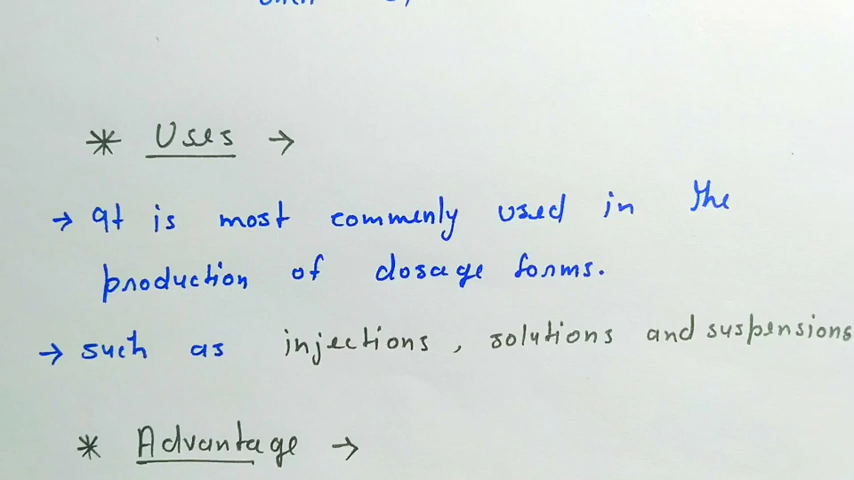 * Uses →
→ It is most commenly used in the
production of dosage forms.
→ such as injections, solutions and suspensions
* Advantage →